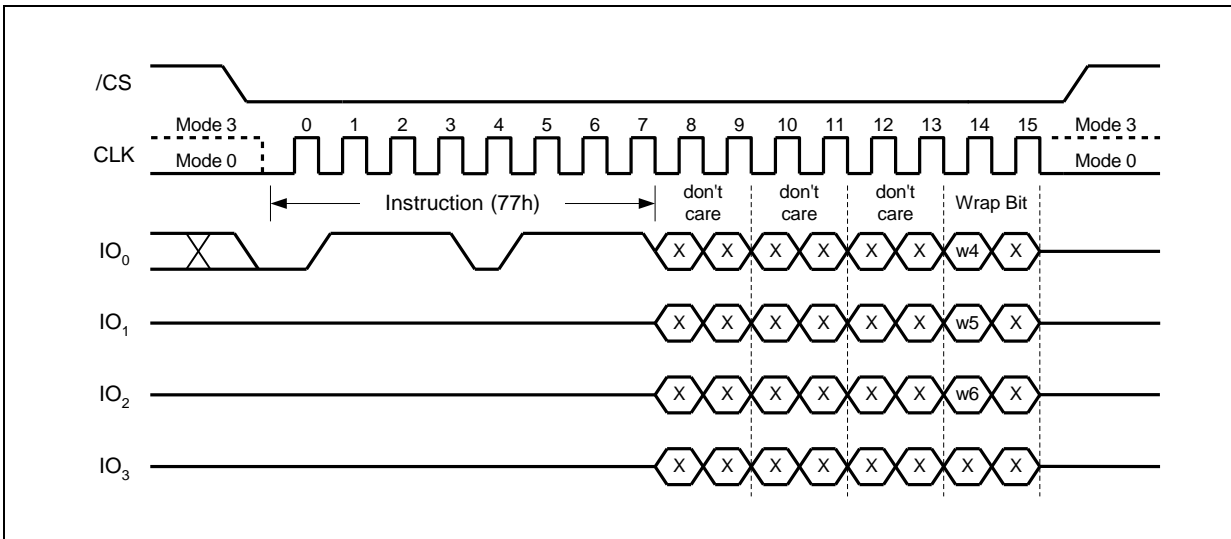 /CS
Mode 3 0 1 2 3 4 5 6 7 8 9 10 11 12 13 14 15 Mode 3
CLK Mode 0 Mode 0
Instruction (77h) don't care don't care don't care Wrap Bit
IO0 X X X X X X w4 X
IO1 X X X X X X w5 X
IO2 X X X X X X w6 X
IO3 X X X X X X X X